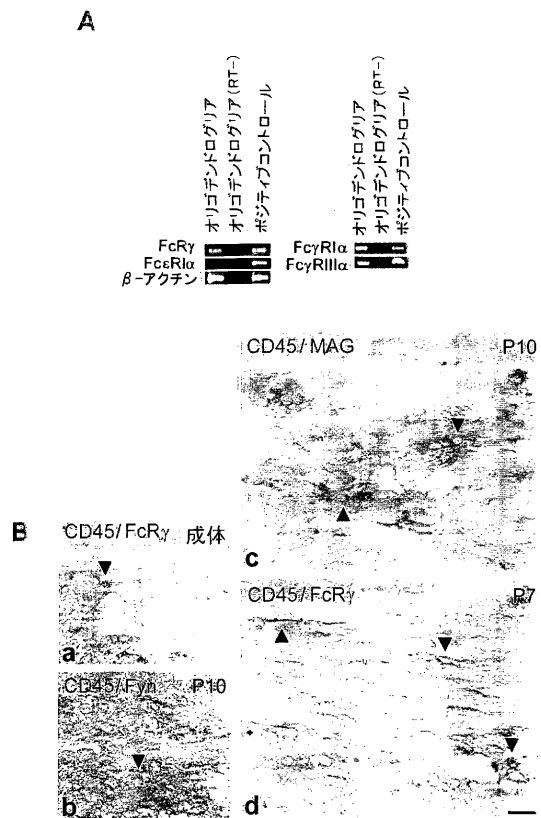 A
オリゴデンドログリア
オリゴデンドログリア(RT-)
ポジティブコントロール
オリゴデンドログリア
オリゴデンドログリア(RT-)
ポジティブコントロール
FcRγ
FcεRIα
β-アクチン
FcγRIα
FcγRIIIα
B
CD45/FcRγ 成体
a
CD45/Fyn P10
b
CD45/MAG P10
c
CD45/FcRγ P7
d